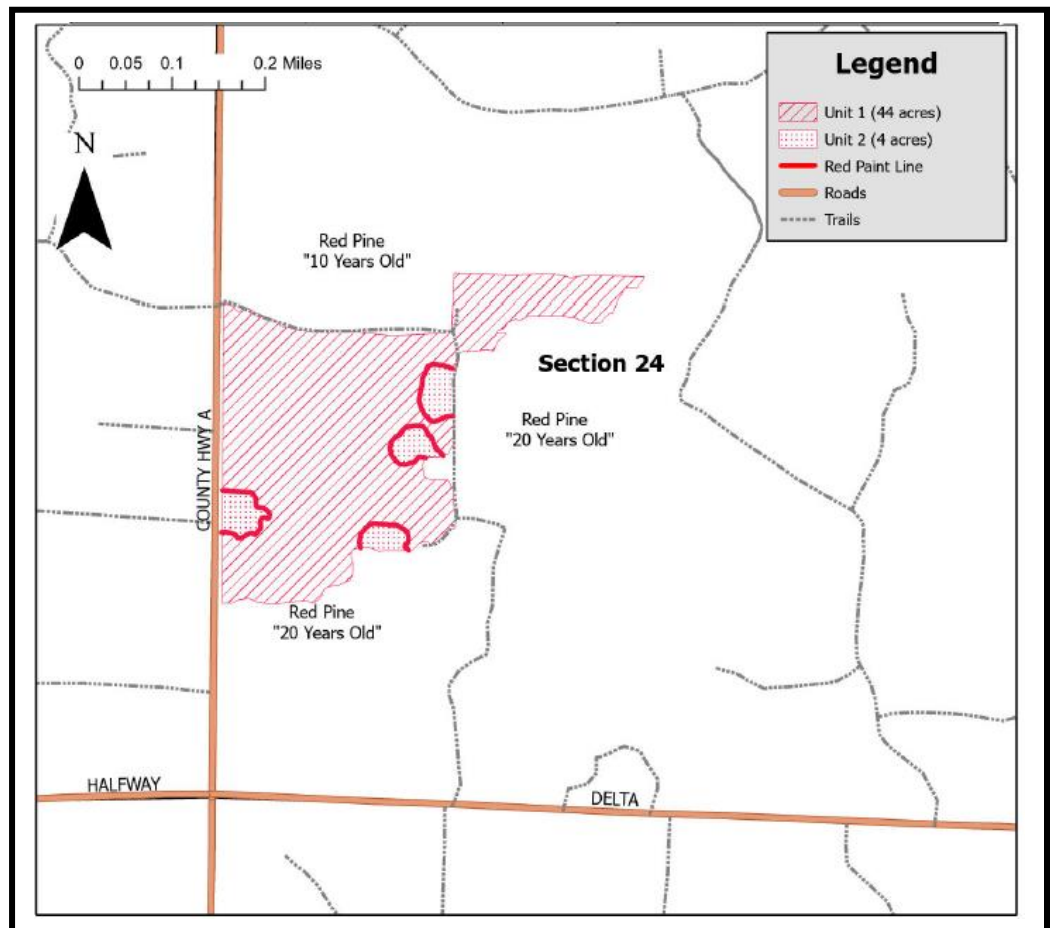 0 0.05 0.1 0.2 Miles
N
Legend
Unit 1 (44 acres)
Unit 2 (4 acres)
Red Paint Line
Roads
Trails
Red Pine
"10 Years Old"
Section 24
Red Pine
"20 Years Old"
COUNTY HWY A
Red Pine
"20 Years Old"
HALFWAY
DELTA